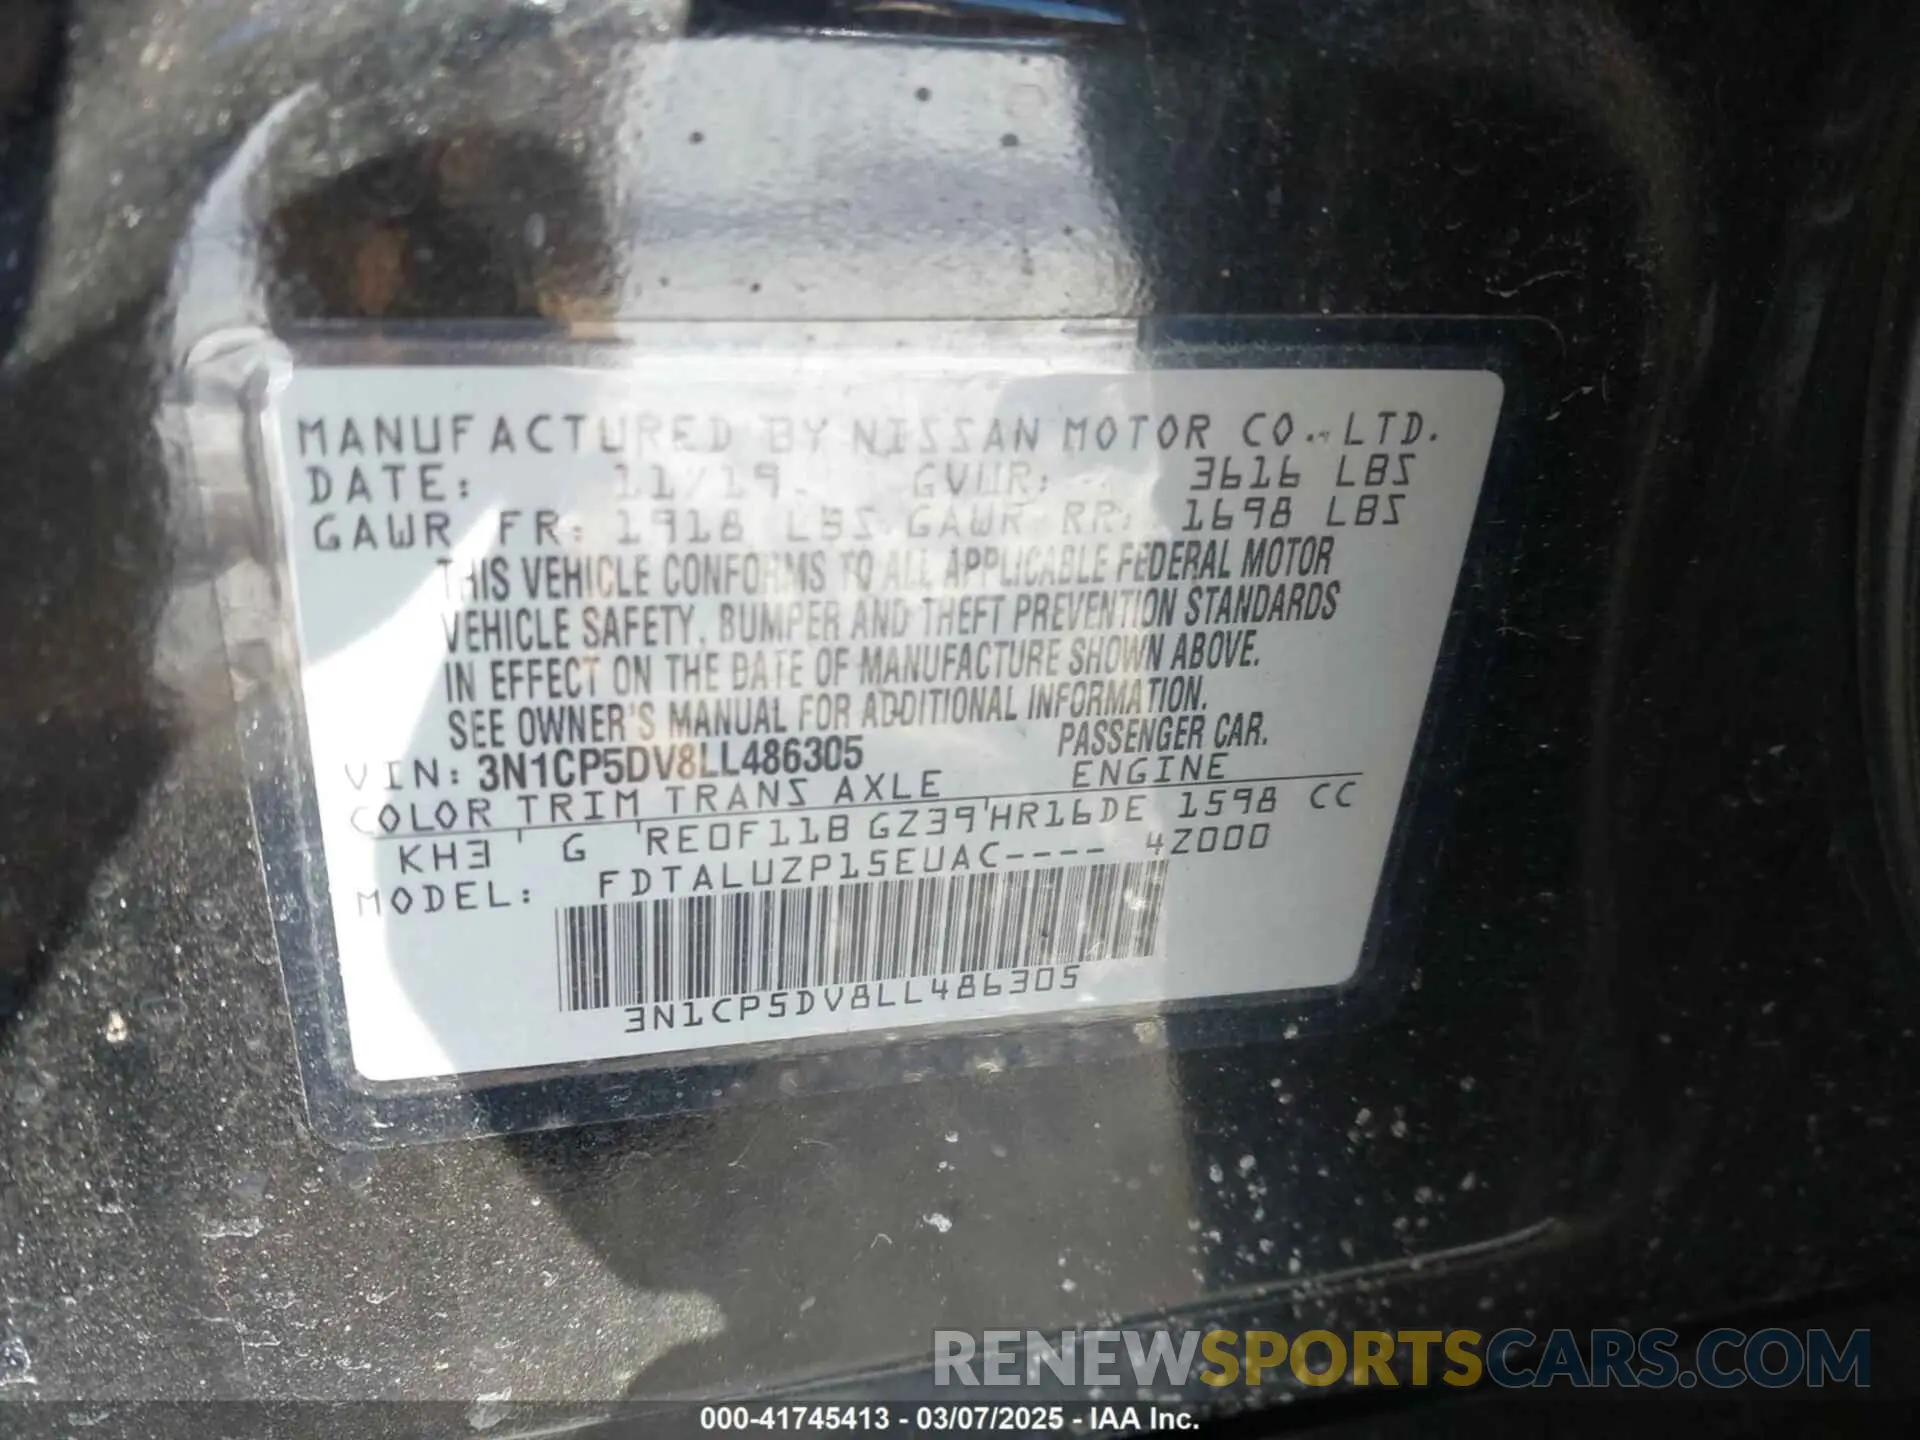 MANUFACTURED BY NISSAN MOTOR CO., LTD.
DATE: 11/19 GVWR: 3616 LBS
GAWR FR: 1918 LBS GAWR RR: 1698 LBS
THIS VEHICLE CONFORMS TO ALL APPLICABLE FEDERAL MOTOR
VEHICLE SAFETY, BUMPER AND THEFT PREVENTION STANDARDS
IN EFFECT ON THE DATE OF MANUFACTURE SHOWN ABOVE.
SEE OWNER'S MANUAL FOR ADDITIONAL INFORMATION.
VIN: 3N1CP5DV8LL486305 PASSENGER CAR.
COLOR TRIM TRANS AXLE ENGINE
KH3 G RE0F11B GZ39 HR16DE 1598 CC
MODEL: FDTALUZP15EUAC---- 4Z000
3N1CP5DV8LL486305
RENEWSPORTSCARS.COM
000-41745413 - 03/07/2025 - IAA Inc.